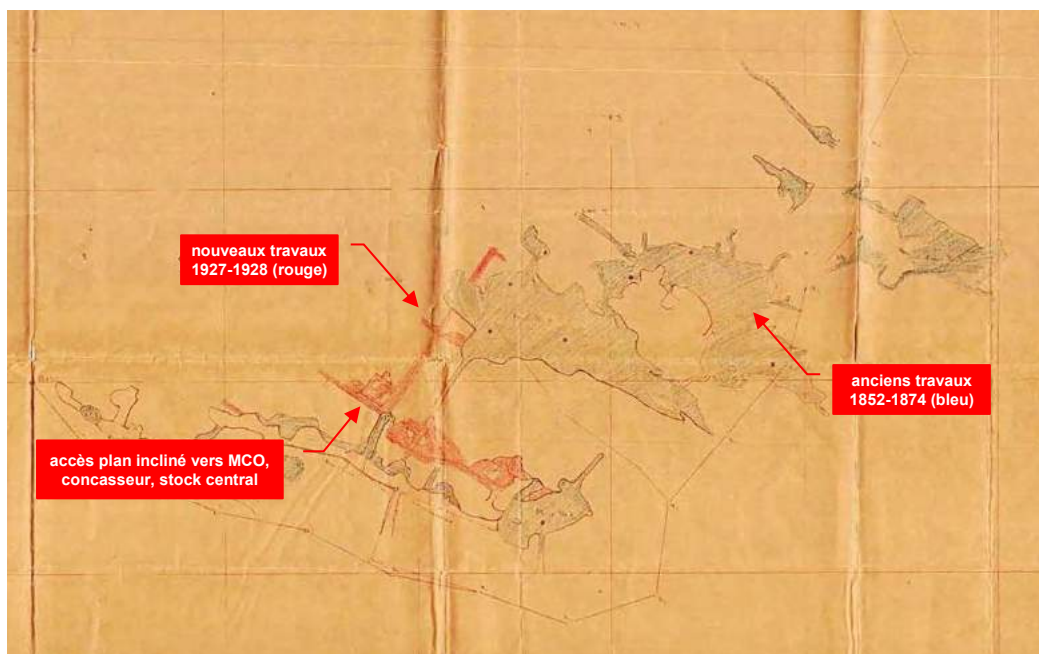 nouveaux travaux
1927-1928 (rouge)
anciens travaux
1852-1874 (bleu)
accès plan incliné vers MCO,
concasseur, stock central